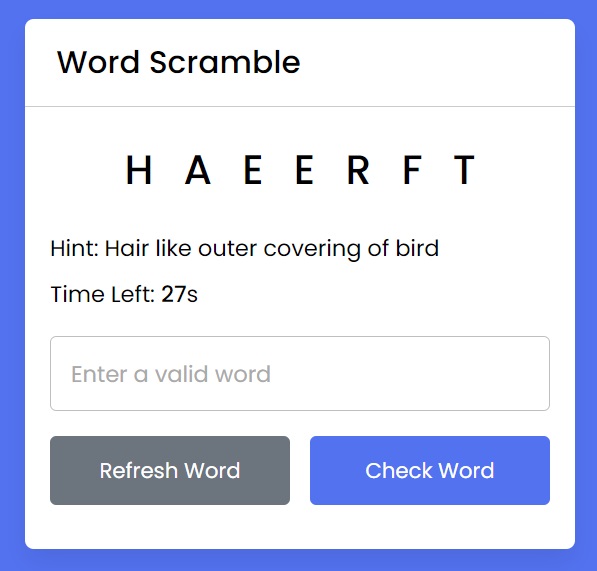 Word Scramble
H A E E R F T
Hint: Hair like outer covering of bird
Time Left: 27s
Enter a valid word
Refresh Word Check Word